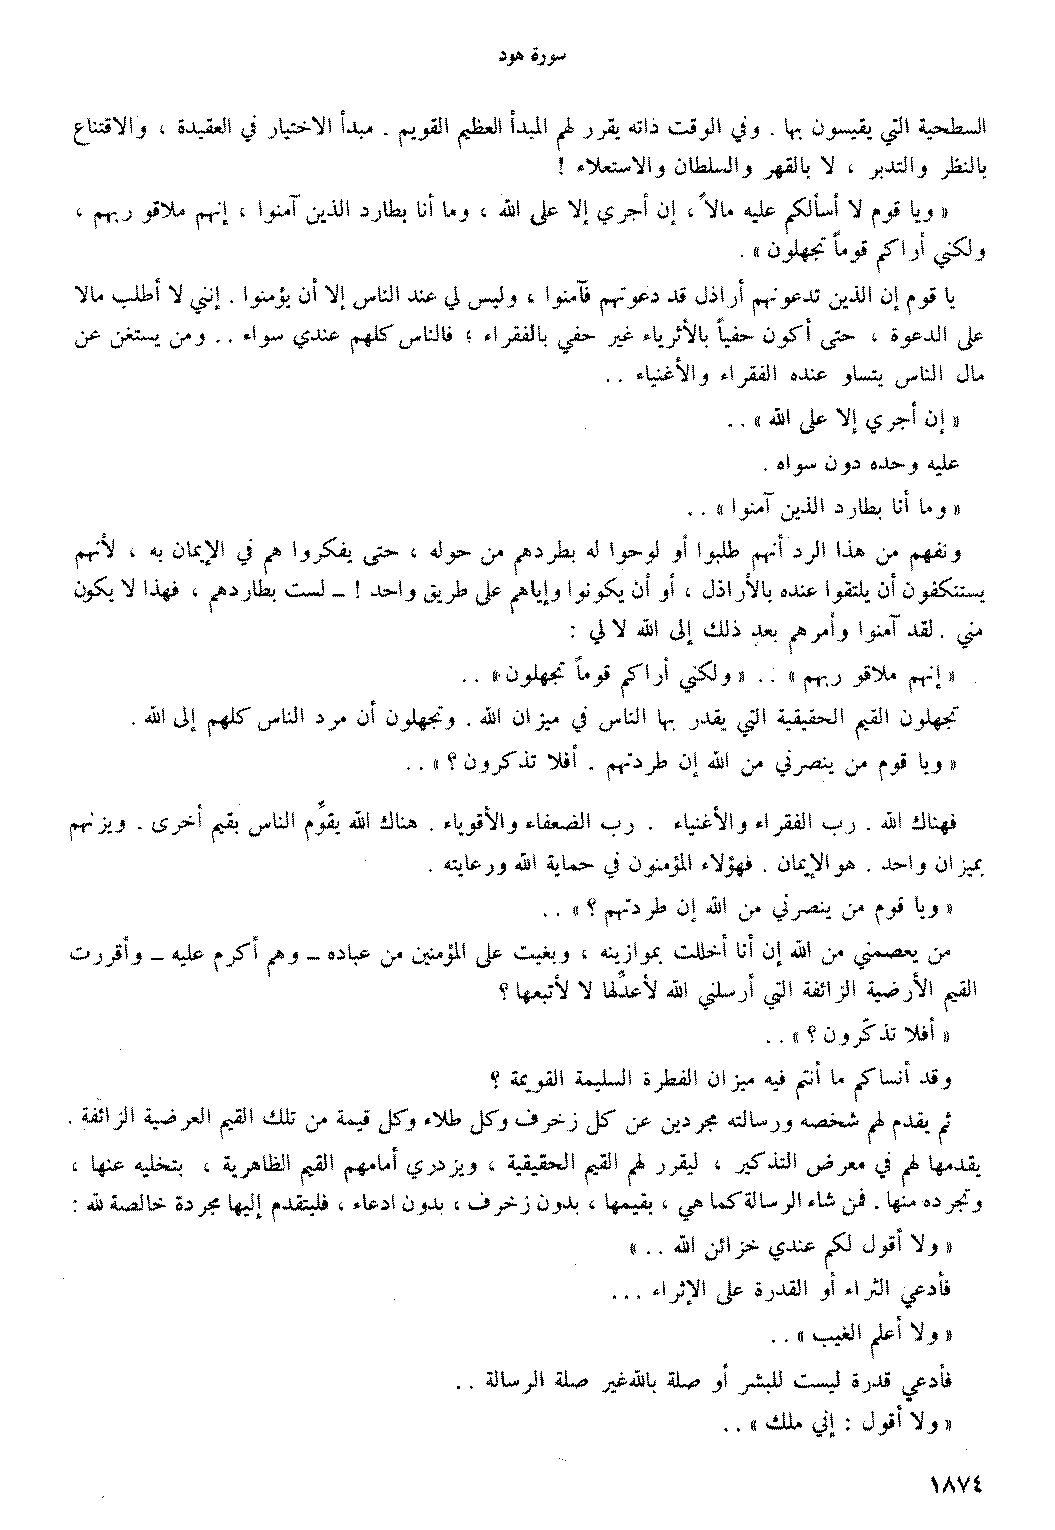 سورة هود
السطحية التي يقيسون بها . وفي الوقت ذاته يقرر لهم المبدأ العظيم القويم . مبدأ الاختيار في العقيدة ، والاقتناع
بالنظر والتدبر ، لا بالقهر والسلطان والاستعلاء !
« ويا قوم لا أسألكم عليه مالاً ، إن أجري إلا على الله ، وما أنا بطارد الذين آمنوا ، إنهم ملاقو ربهم ،
ولكني أراكم قوماً تجهلون » .
يا قوم إن الذين تدعونهم أراذل قد دعوتهم فآمنوا ، وليس لي عند الناس إلا أن يؤمنوا . إنني لا أطلب مالا
على الدعوة ، حتى أكون حفياً بالأثرياء غير حفي بالفقراء ؛ فالناس كلهم عندي سواء .. ومن يستغن عن
مال الناس يتساو عنده الفقراء والأغنياء ..
« إن أجري إلا على الله » ..
عليه وحده دون سواه .
« وما أنا بطارد الذين آمنوا » ..
ونفهم من هذا الرد أنهم طلبوا أو لوحوا له بطردهم من حوله ، حتى يفكروا هم في الإيمان به ، لأنهم
يستنكفون أن يلتقوا عنده بالأراذل ، أو أن يكونوا وإياهم على طريق واحد ! – لست بطاردهم ، فهذا لا يكون
مني . لقد آمنوا وأمرهم بعد ذلك إلى الله لا لي :
« إنهم ملاقو ربهم » .. « ولكني أراكم قوماً تجهلون » ..
تجهلون القيم الحقيقية التي يقدر بها الناس في ميزان الله . وتجهلون أن مرد الناس كلهم إلى الله .
« ويا قوم من ينصرني من الله إن طردتهم . أفلا تذكرون ؟ » ..
فهناك الله . رب الفقراء والأغنياء . رب الضعفاء والأقوياء . هناك الله يقوِّم الناس بقيم أخرى . ويزنهم
بميزان واحد . هو الإيمان . فهؤلاء المؤمنون في حماية الله ورعايته .
« ويا قوم من ينصرني من الله إن طردتهم ؟ » ..
من يعصمني من الله إن أنا أخللت بموازينه ، وبغيت على المؤمنين من عباده – وهم أكرم عليه – وأقررت
القيم الأرضية الزائفة التي أرسلني الله لأعدِّلها لا لأتبعها ؟
« أفلا تذكّرون ؟ » ..
وقد أنساكم ما أنتم فيه ميزان الفطرة السليمة القويمة ؟
ثم يقدم لهم شخصه ورسالته مجردين عن كل زخرف وكل طلاء وكل قيمة من تلك القيم العرضية الزائفة .
يقدمها لهم في معرض التذكير ، ليقرر لهم القيم الحقيقية ، ويزدري أمامهم القيم الظاهرية ، بتخليه عنها ،
وتجرده منها . فمن شاء الرسالة كما هي ، بقيمها ، بدون زخرف ، بدون ادعاء ، فليتقدم إليها مجردة خالصة لله :
« ولا أقول لكم عندي خزائن الله .. »
فأدعي الثراء أو القدرة على الإثراء ...
« ولا أعلم الغيب » ..
فأدعي قدرة ليست للبشر أو صلة بالله غير صلة الرسالة ..
« ولا أقول : إني ملك » ..
١٨٧٤